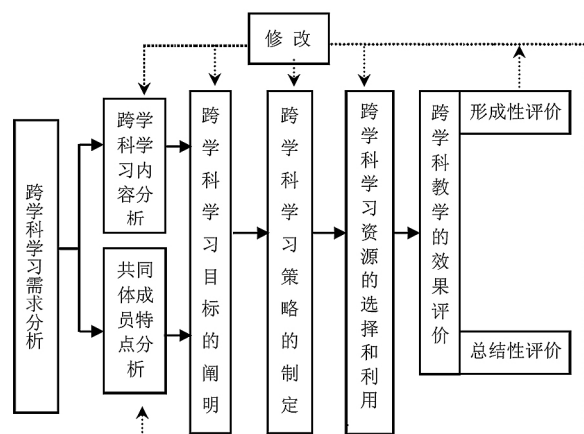 修改
跨学科学习需求分析
跨学
科学
习内
容分
析
共同
体成
员特
点分
析
跨学科学习目标的阐明
跨学科学习策略的制定
跨学科学习资源的选择和利用
跨学科教学的效果评价
形成性评价
总结性评价